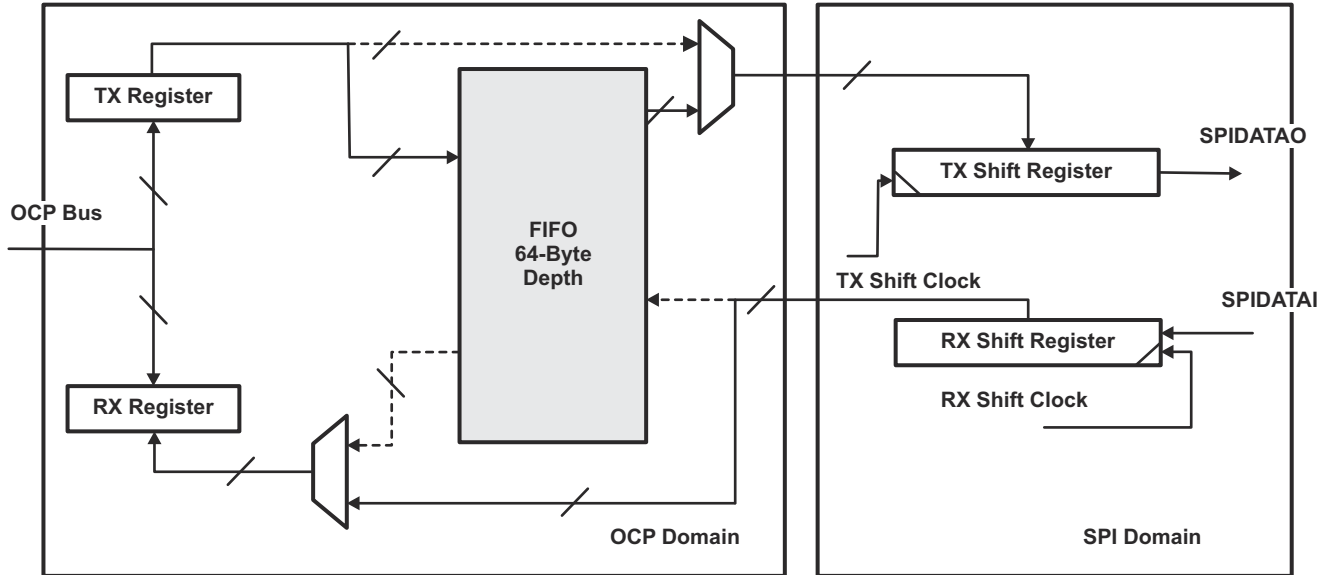 TX Register
SPIDATAO
TX Shift Register
OCP Bus
FIFO
64-Byte
Depth
TX Shift Clock
SPIDATAI
RX Shift Register
RX Register
RX Shift Clock
OCP Domain
SPI Domain